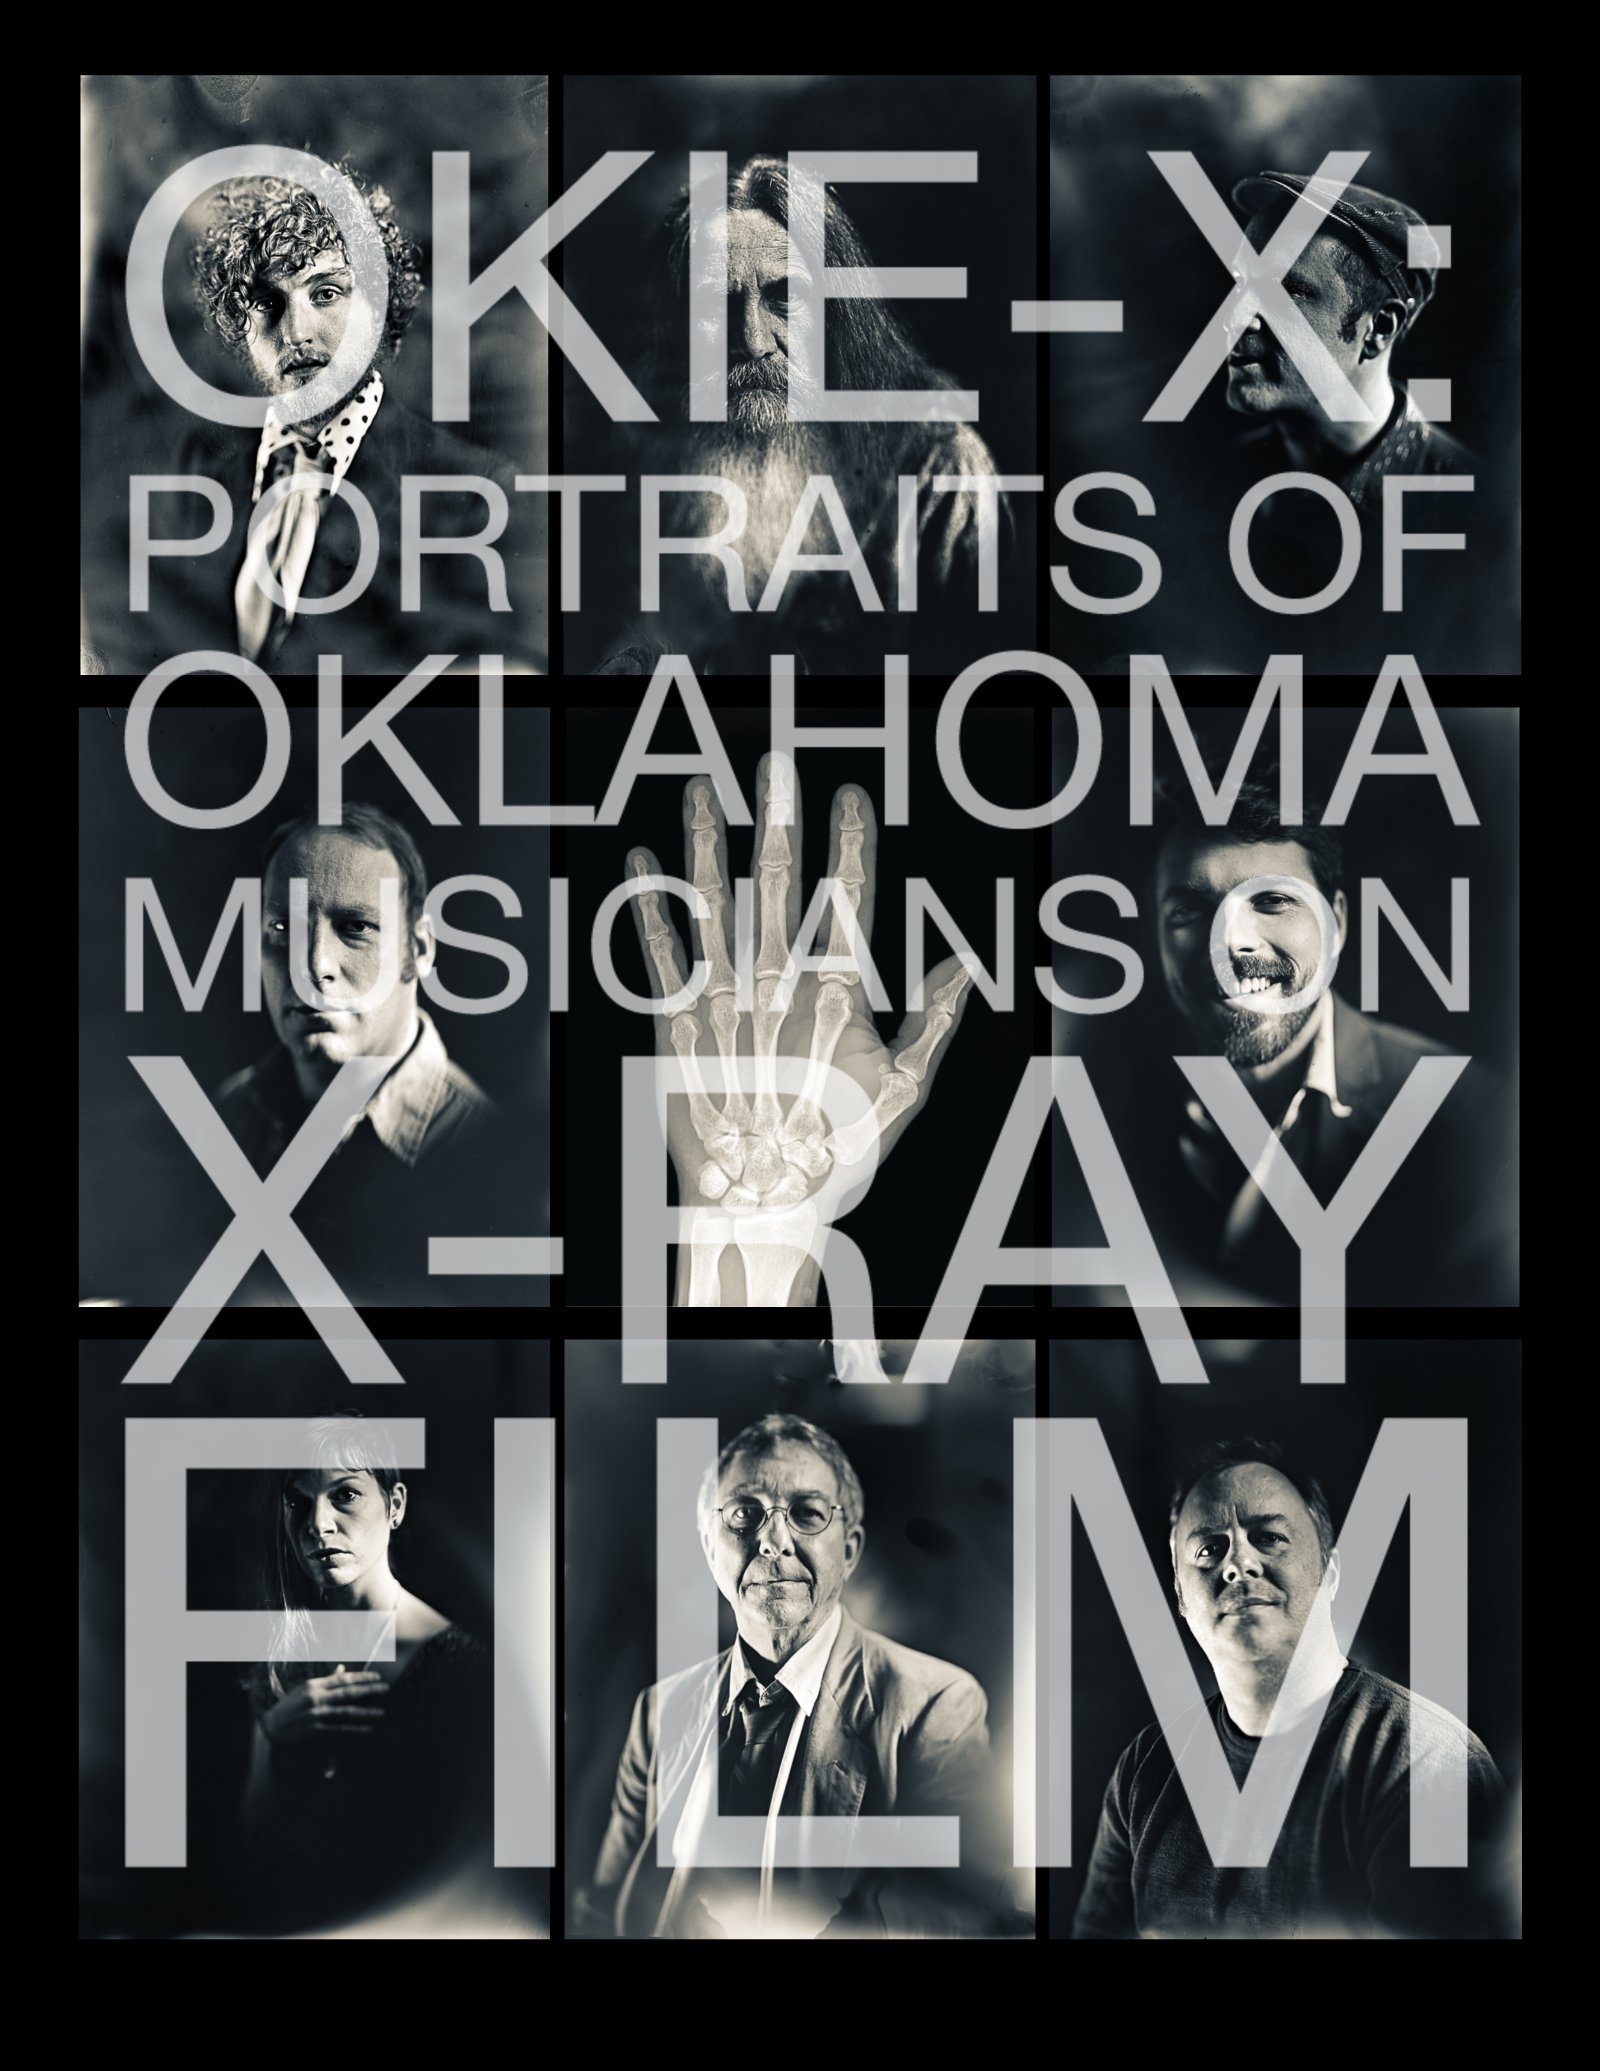 OKIE-X:
PORTRAITS OF
OKLAHOMA
MUSICIANS ON
X-RAY
FILM